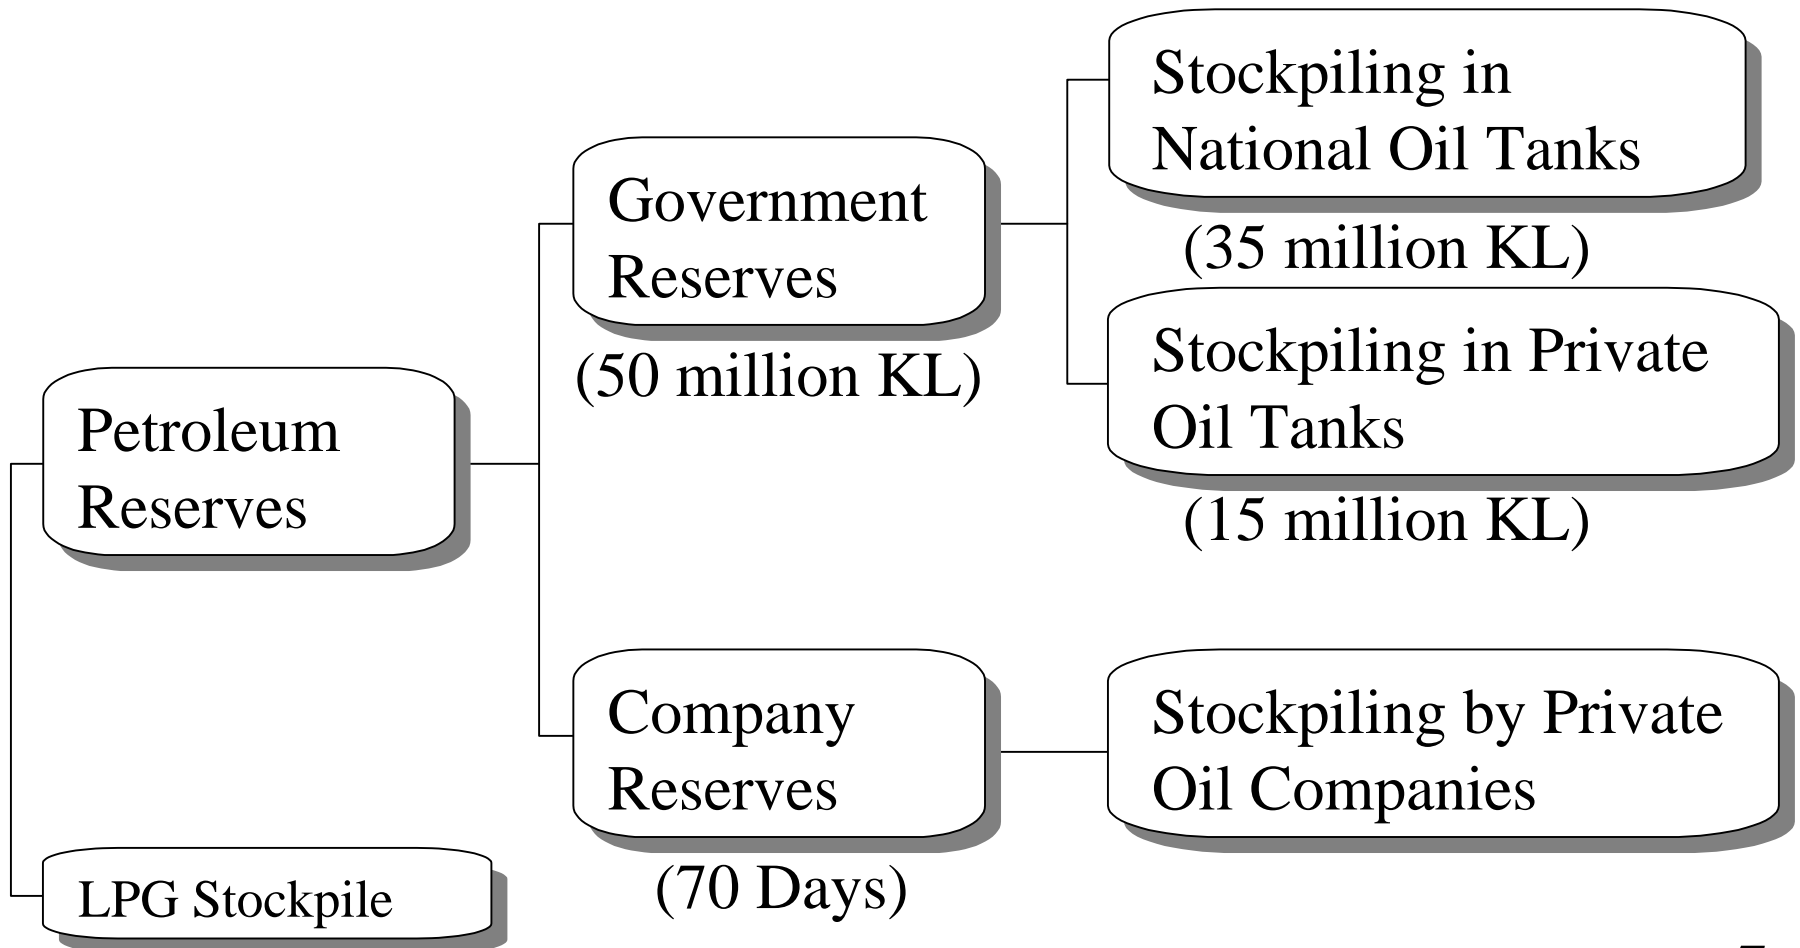 Stockpiling in
National Oil Tanks
(35 million KL)
Government
Reserves
(50 million KL)
Stockpiling in Private
Oil Tanks
(15 million KL)
Petroleum
Reserves
Company
Reserves
(70 Days)
Stockpiling by Private
Oil Companies
LPG Stockpile